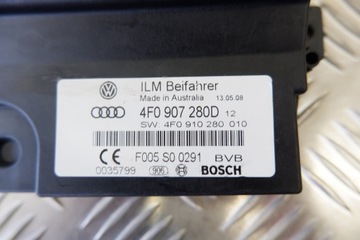 ILM Beifahrer
Made in Australia 13.05.08
4F0 907 280D 12
SW 4F0 910 280 010
F005 S0 0291 BVB
0035799 BOSCH